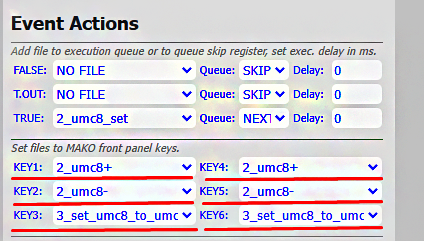 Event Actions
Add file to execution queue or to queue skip register, set exec. delay in ms.
FALSE: NO FILE Queue: SKIP Delay: 0
T.OUT: NO FILE Queue: SKIP Delay: 0
TRUE: 2_umc8_set Queue: NEXT Delay: 0
Set files to MAKO front panel keys.
KEY1: 2_umc8+ KEY4: 2_umc8+
KEY2: 2_umc8- KEY5: 2_umc8-
KEY3: 3_set_umc8_to_umc KEY6: 3_set_umc8_to_umc